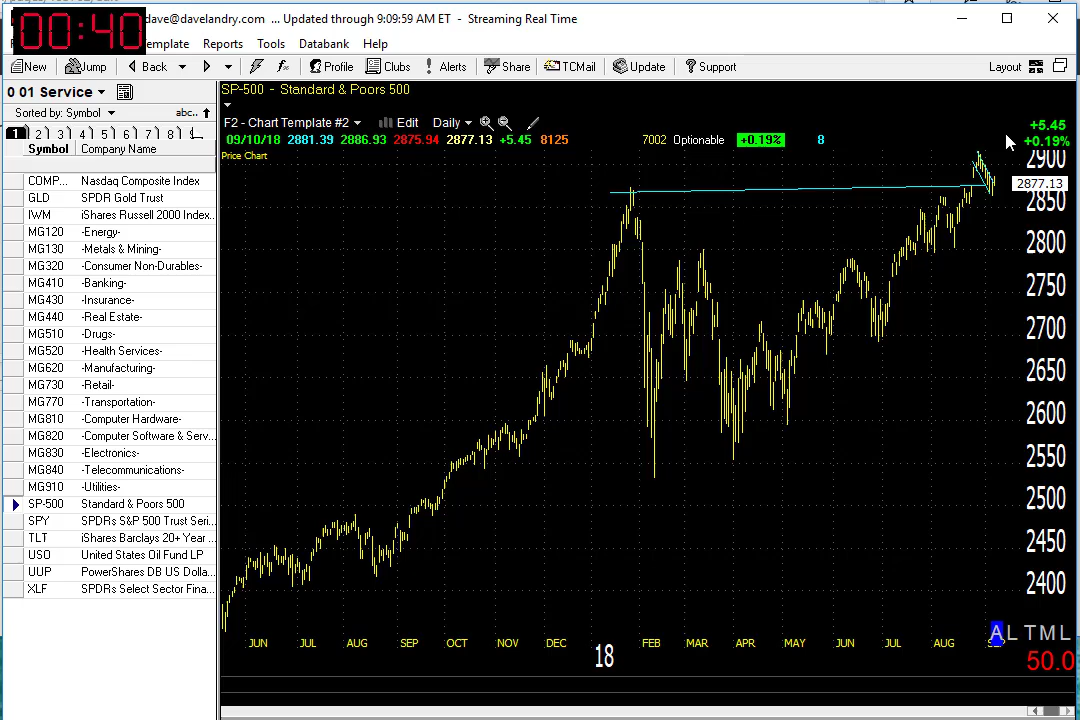 00:40
dave@davelandry.com ... Updated through 9:09:59 AM ET - Streaming Real Time
emplate Reports Tools Databank Help
New Jump Back Profile Clubs Alerts Share TCMail Update Support Layout
0 01 Service
Sorted by: Symbol abc..
1 2 3 4 5 6 7 8
Symbol Company Name
COMP... Nasdaq Composite Index
GLD SPDR Gold Trust
IWM iShares Russell 2000 Index..
MG120 -Energy-
MG130 -Metals & Mining-
MG320 -Consumer Non-Durables-
MG410 -Banking-
MG430 -Insurance-
MG440 -Real Estate-
MG510 -Drugs-
MG520 -Health Services-
MG620 -Manufacturing-
MG730 -Retail-
MG770 -Transportation-
MG810 -Computer Hardware-
MG820 -Computer Software & Serv...
MG830 -Electronics-
MG840 -Telecommunications-
MG910 -Utilities-
SP-500 Standard & Poors 500
SPY SPDRs S&P 500 Trust Seri...
TLT iShares Barclays 20+ Year ...
USO United States Oil Fund LP
UUP PowerShares DB US Dolla...
XLF SPDRs Select Sector Fina...
SP-500 - Standard & Poors 500
F2 - Chart Template #2 Edit Daily
09/10/18 2881.39 2886.93 2875.94 2877.13 +5.45 8125 7002 Optionable +0.19% 8
Price Chart
+5.45
+0.19%
2900
2877.13
2850
2800
2750
2700
2650
2600
2550
2500
2450
2400
JUN JUL AUG SEP OCT NOV DEC 18 FEB MAR APR MAY JUN JUL AUG
A L T M L
50.0